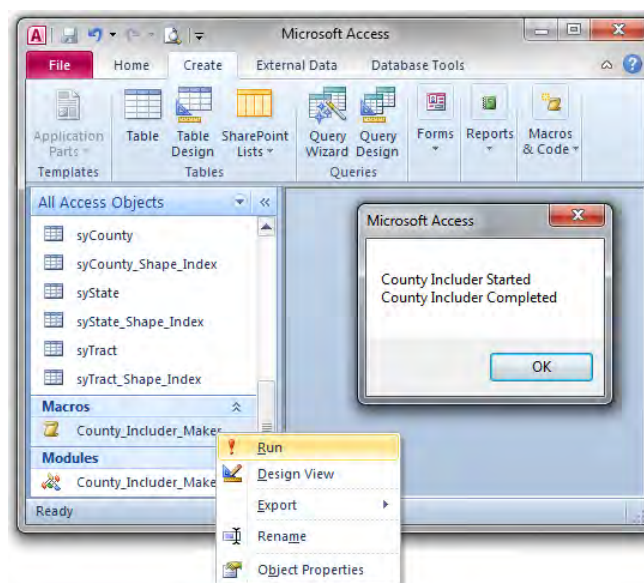 A
Microsoft Access
File Home Create External Data Database Tools
Application Parts
Table
Table Design
SharePoint Lists
Query Wizard
Query Design
Forms
Reports
Macros & Code
Templates
Tables
Queries
All Access Objects
syCounty
syCounty_Shape_Index
syState
syState_Shape_Index
syTract
syTract_Shape_Index
Macros
County_Includer_Maker
Modules
County_Includer_Make
Ready
Microsoft Access
County Includer Started
County Includer Completed
OK
Run
Design View
Export
Rename
Object Properties